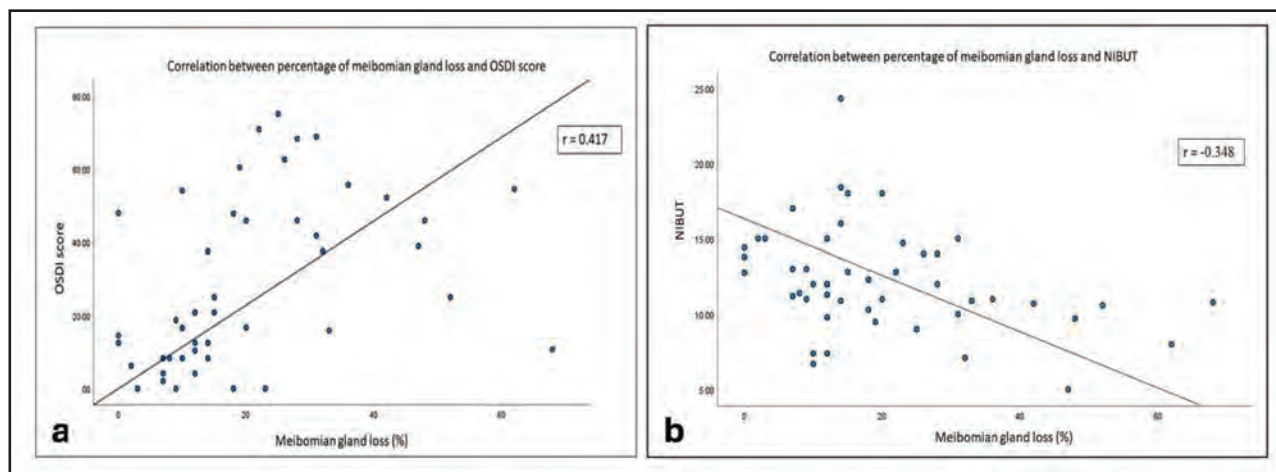 Correlation between percentage of meibomian gland loss and OSDI score
80.00
60.00
40.00
20.00
.00
OSDI score
r = 0.417
0
20
40
60
Meibomian gland loss (%)
a
Correlation between percentage of meibomian gland loss and NIBUT
25.00
20.00
15.00
10.00
5.00
NIBUT
r = -0.348
0
20
40
60
Meibomian gland loss (%)
b